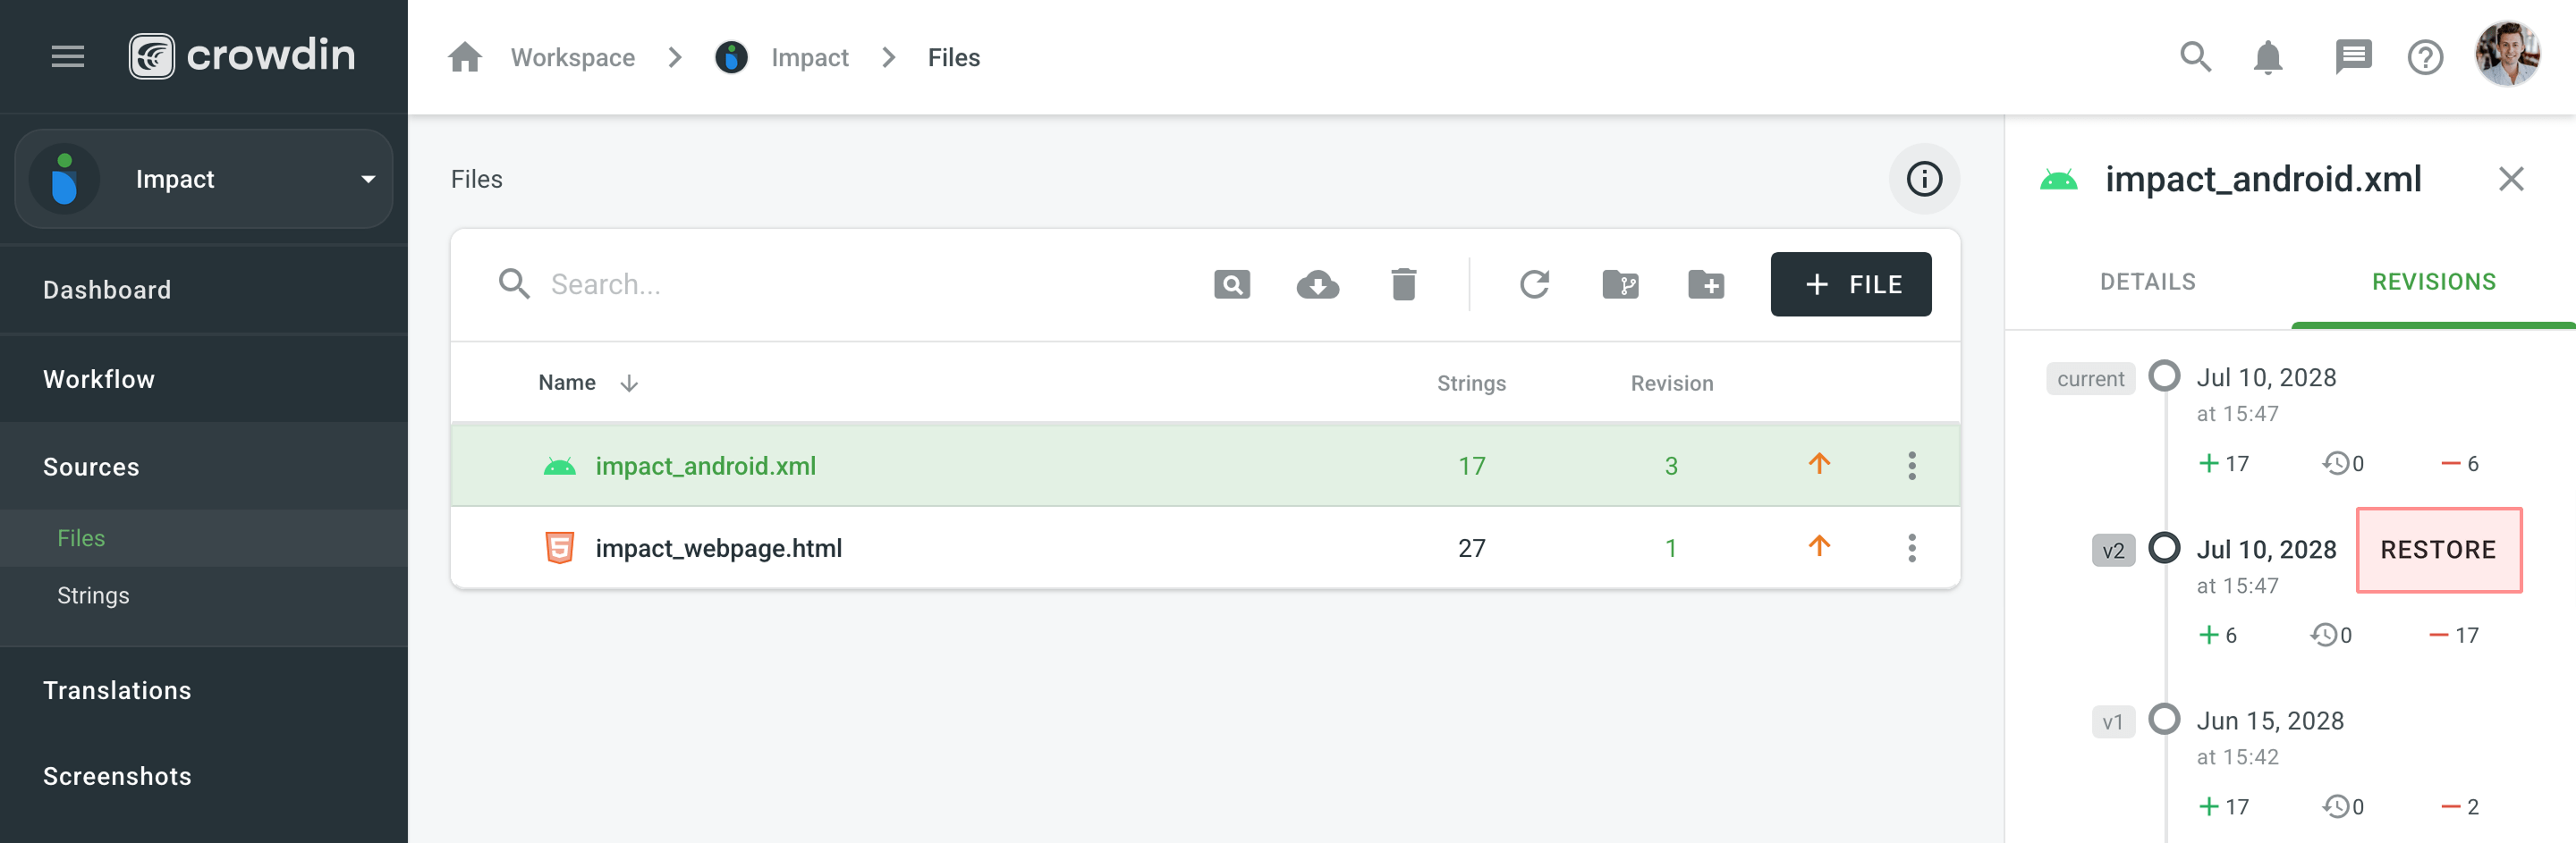 crowdin
Workspace
Impact
Files
Impact
Dashboard
Workflow
Sources
Files
Strings
Translations
Screenshots
Files
Search...
+ FILE
Name
Strings
Revision
impact_android.xml
17
3
impact_webpage.html
27
1
impact_android.xml
DETAILS
REVISIONS
current
Jul 10, 2028
at 15:47
+ 17
0
− 6
v2
Jul 10, 2028
RESTORE
at 15:47
+ 6
0
− 17
v1
Jun 15, 2028
at 15:42
+ 17
0
− 2